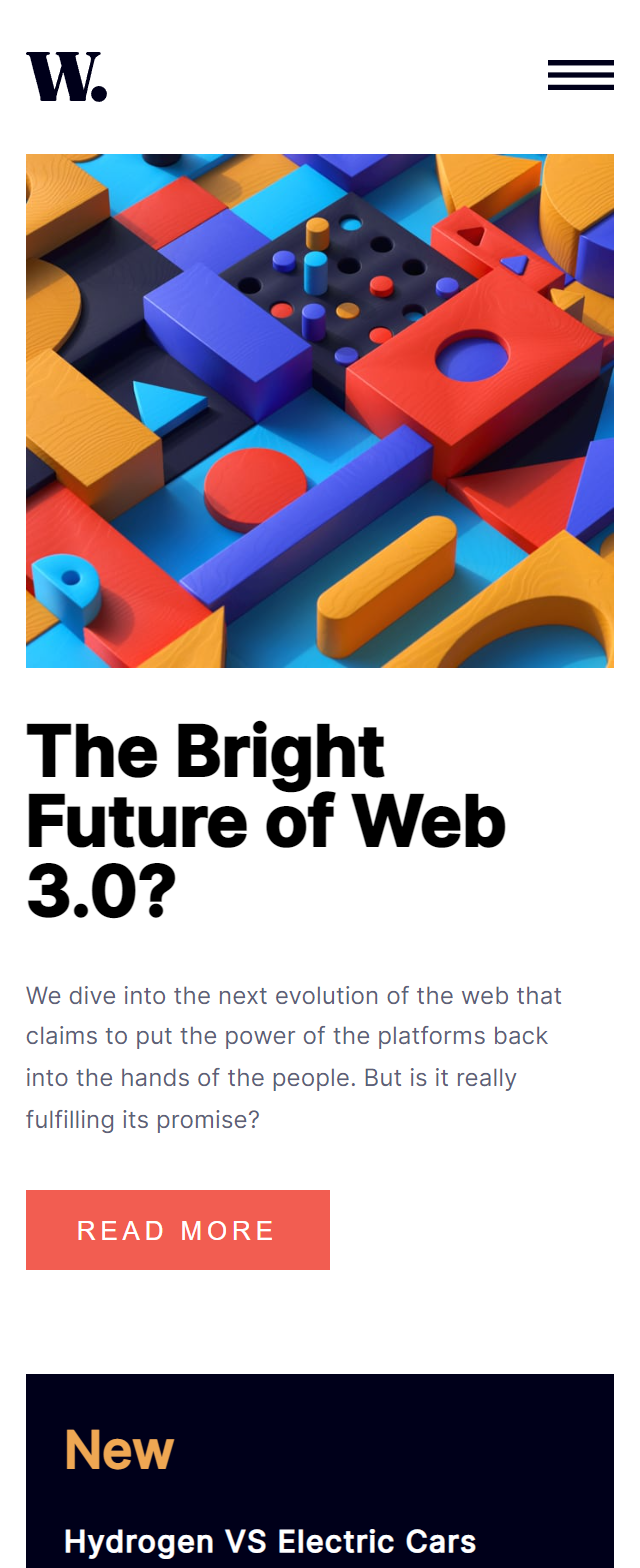 W.
The Bright
Future of Web
3.0?
We dive into the next evolution of the web that
claims to put the power of the platforms back
into the hands of the people. But is it really
fulfilling its promise?
READ MORE
New
Hydrogen VS Electric Cars